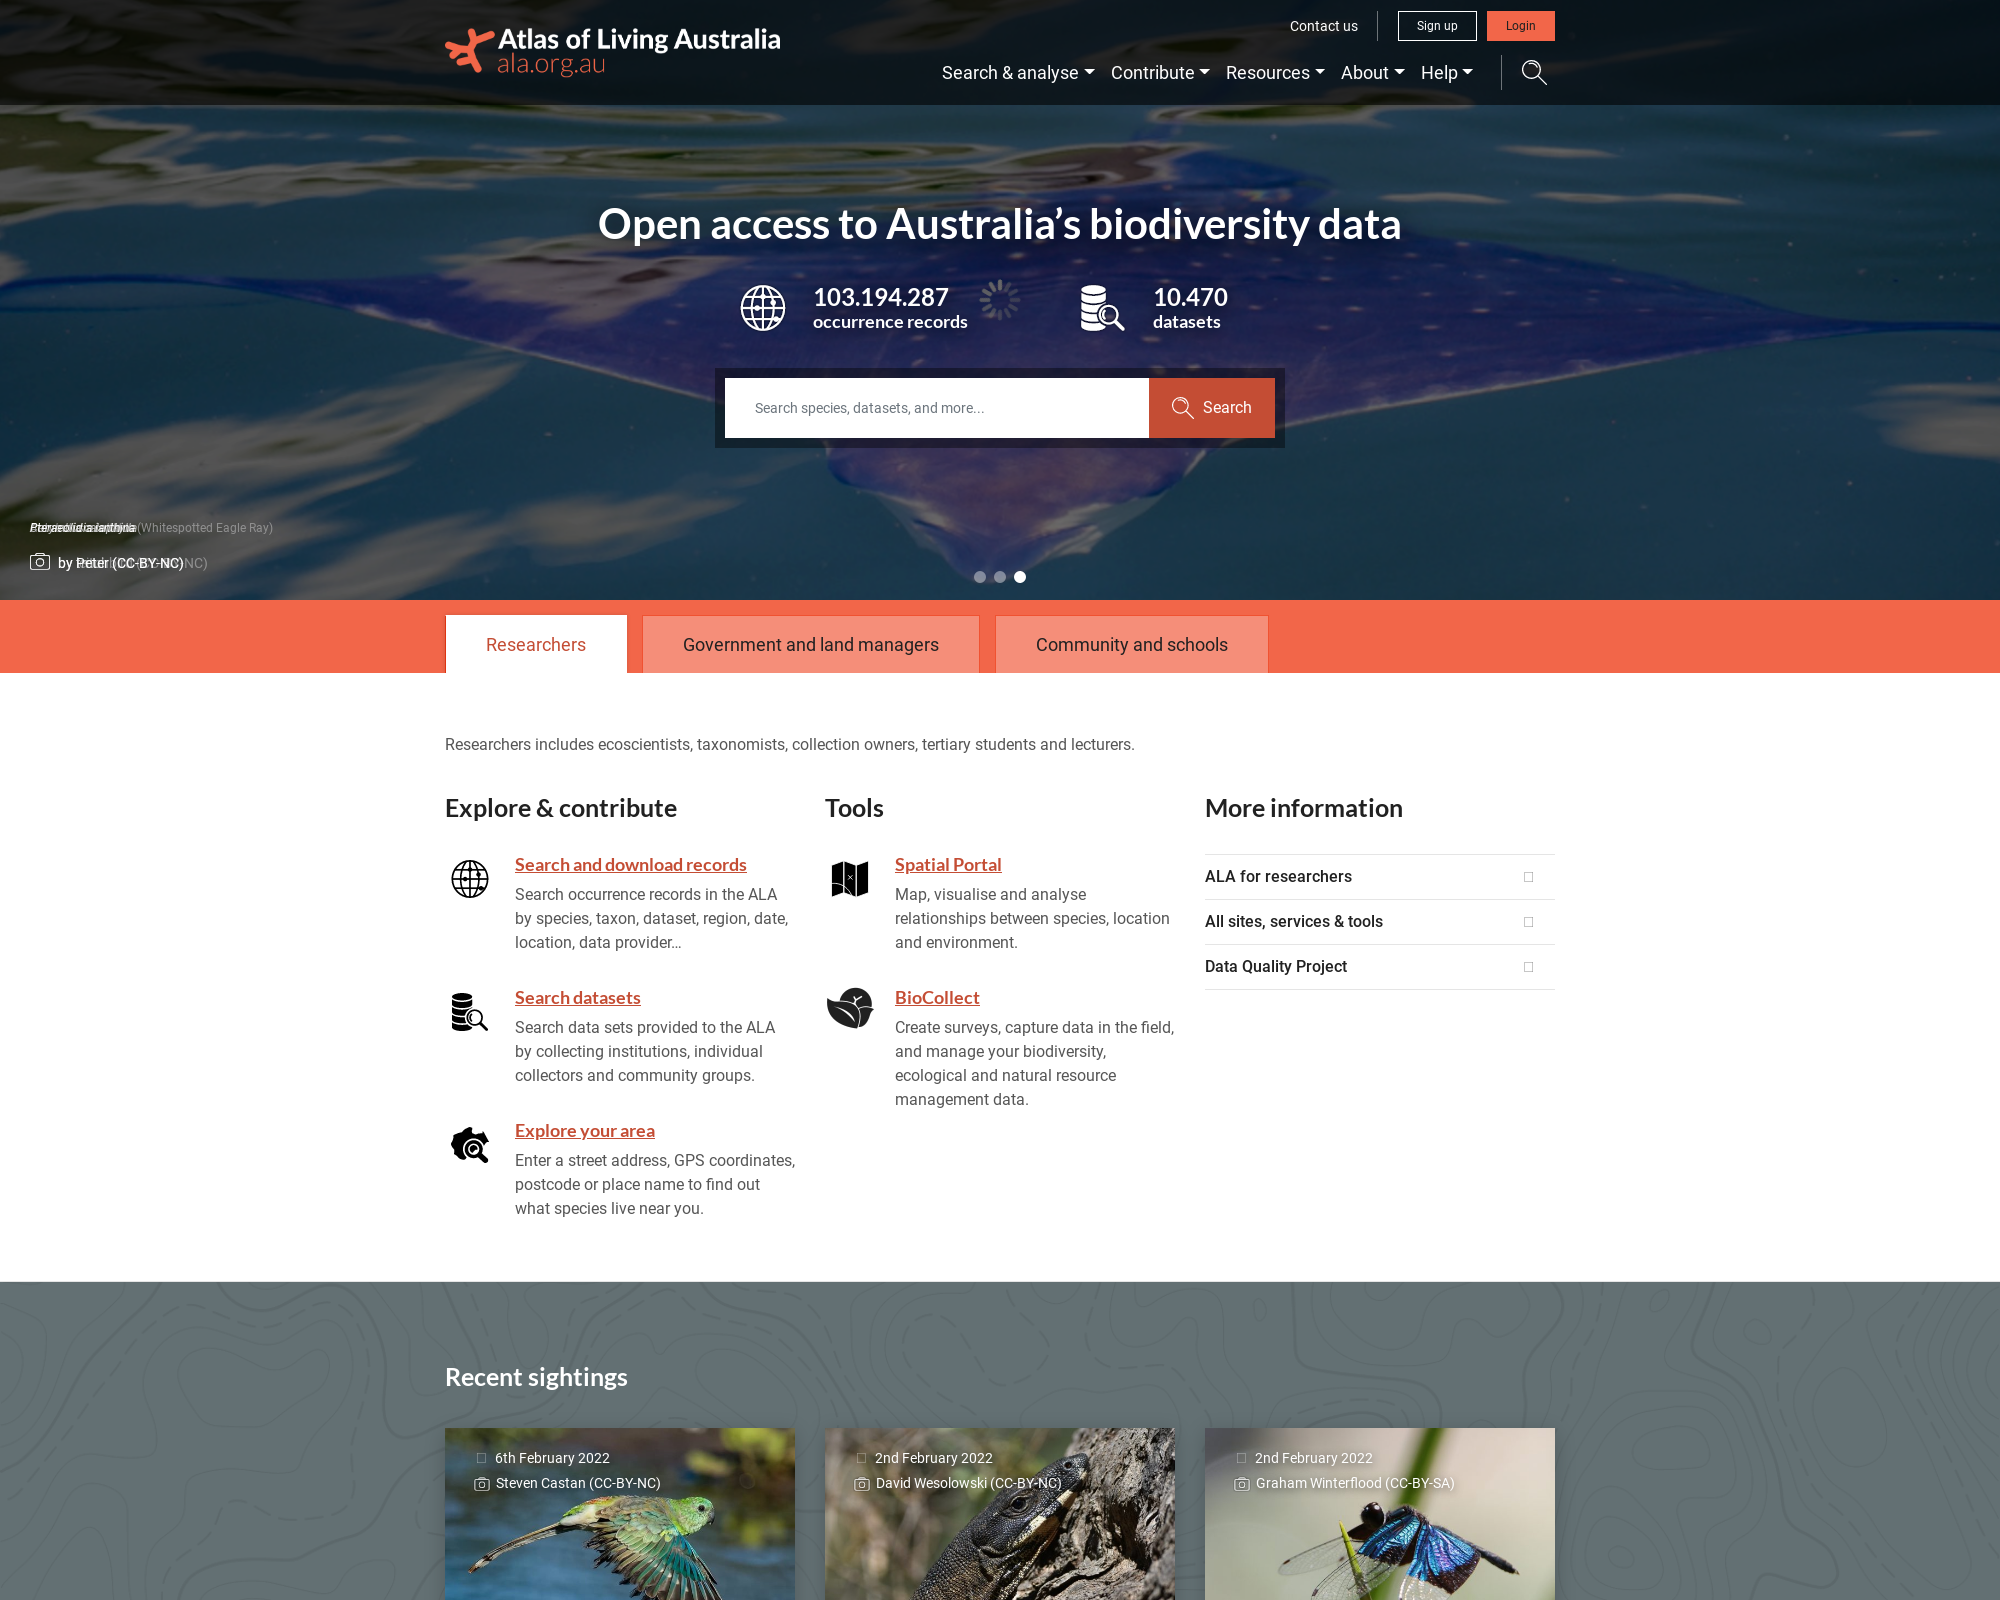 Atlas of Living Australia
ala.org.au
Contact us
Sign up
Login
Search & analyse
Contribute
Resources
About
Help
Open access to Australia’s biodiversity data
103.194.287
occurrence records
10.470
datasets
Search species, datasets, and more...
Search
(Whitespotted Eagle Ray)
by Peter (CC-BY-NC)
Researchers
Government and land managers
Community and schools
Researchers includes ecoscientists, taxonomists, collection owners, tertiary students and lecturers.
Explore & contribute
Search and download records
Search occurrence records in the ALA
by species, taxon, dataset, region, date,
location, data provider…
Search datasets
Search data sets provided to the ALA
by collecting institutions, individual
collectors and community groups.
Explore your area
Enter a street address, GPS coordinates,
postcode or place name to find out
what species live near you.
Tools
Spatial Portal
Map, visualise and analyse
relationships between species, location
and environment.
BioCollect
Create surveys, capture data in the field,
and manage your biodiversity,
ecological and natural resource
management data.
More information
ALA for researchers
All sites, services & tools
Data Quality Project
Recent sightings
6th February 2022
Steven Castan (CC-BY-NC)
2nd February 2022
David Wesolowski (CC-BY-NC)
2nd February 2022
Graham Winterflood (CC-BY-SA)